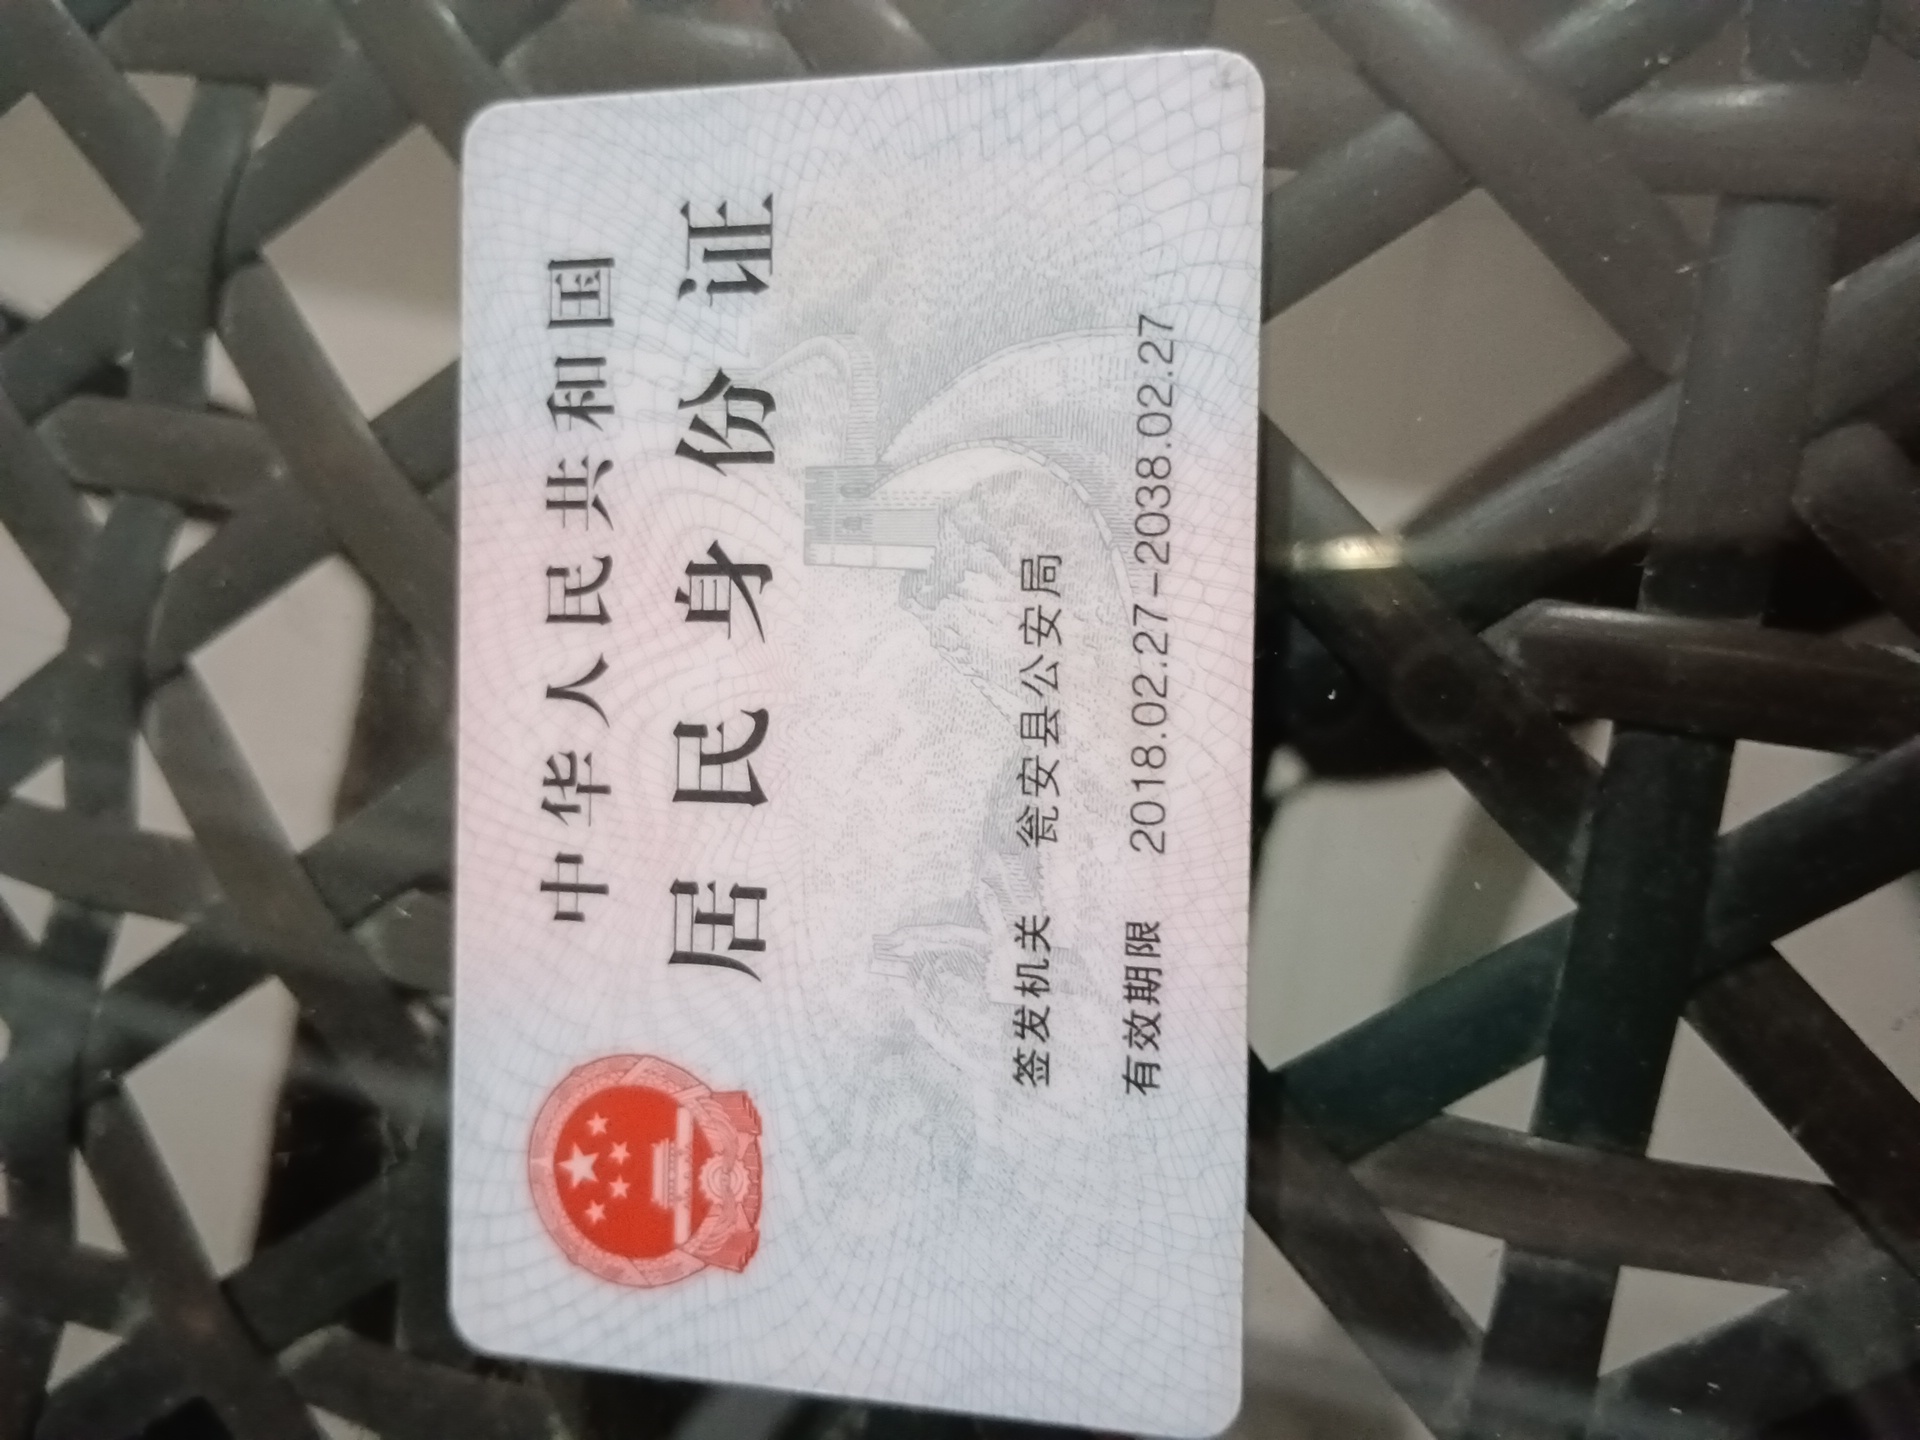 中华人民共和国
居民身份证
签发机关 瓮安县公安局
有效期限 2018.02.27-2038.02.27